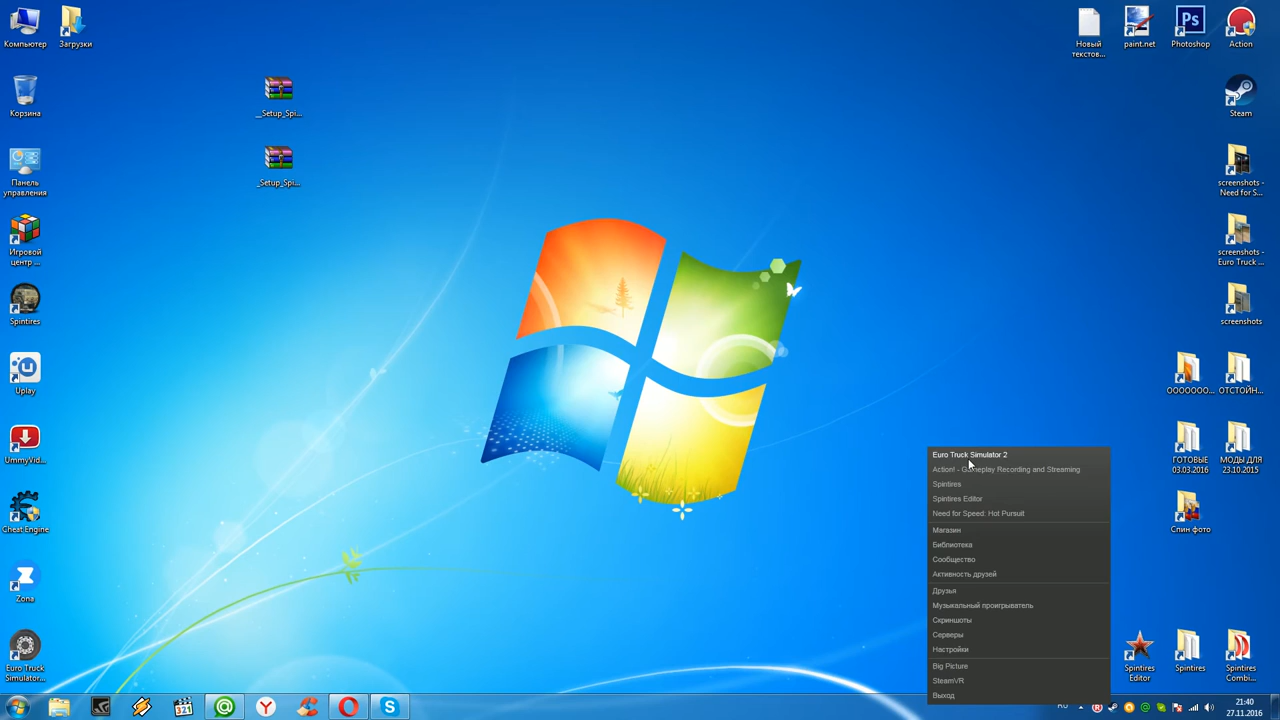 Компьютер
Загрузки
Новый
текстов...
paint.net
Ps
Photoshop
Action
Корзина
__Setup_Spi...
Steam
Панель
управления
_Setup_Spi...
screenshots -
Need for S...
Игровой
центр ...
screenshots -
Euro Truck ...
Spintires
screenshots
Uplay
ООООООО...
ОТСТОЙН...
UmmyVid...
ГОТОВЫЕ
03.03.2016
МОДЫ ДЛЯ
23.10.2015
Cheat Engine
Спин фото
Zona
Euro Truck
Simulator...
Spintires
Editor
Spintires
Spintires
Combi...
Euro Truck Simulator 2
Action! - Gameplay Recording and Streaming
Spintires
Spintires Editor
Need for Speed: Hot Pursuit
Магазин
Библиотека
Сообщество
Активность друзей
Друзья
Музыкальный проигрыватель
Скриншоты
Серверы
Настройки
Big Picture
SteamVR
Выход
RU
21:40
27.11.2016